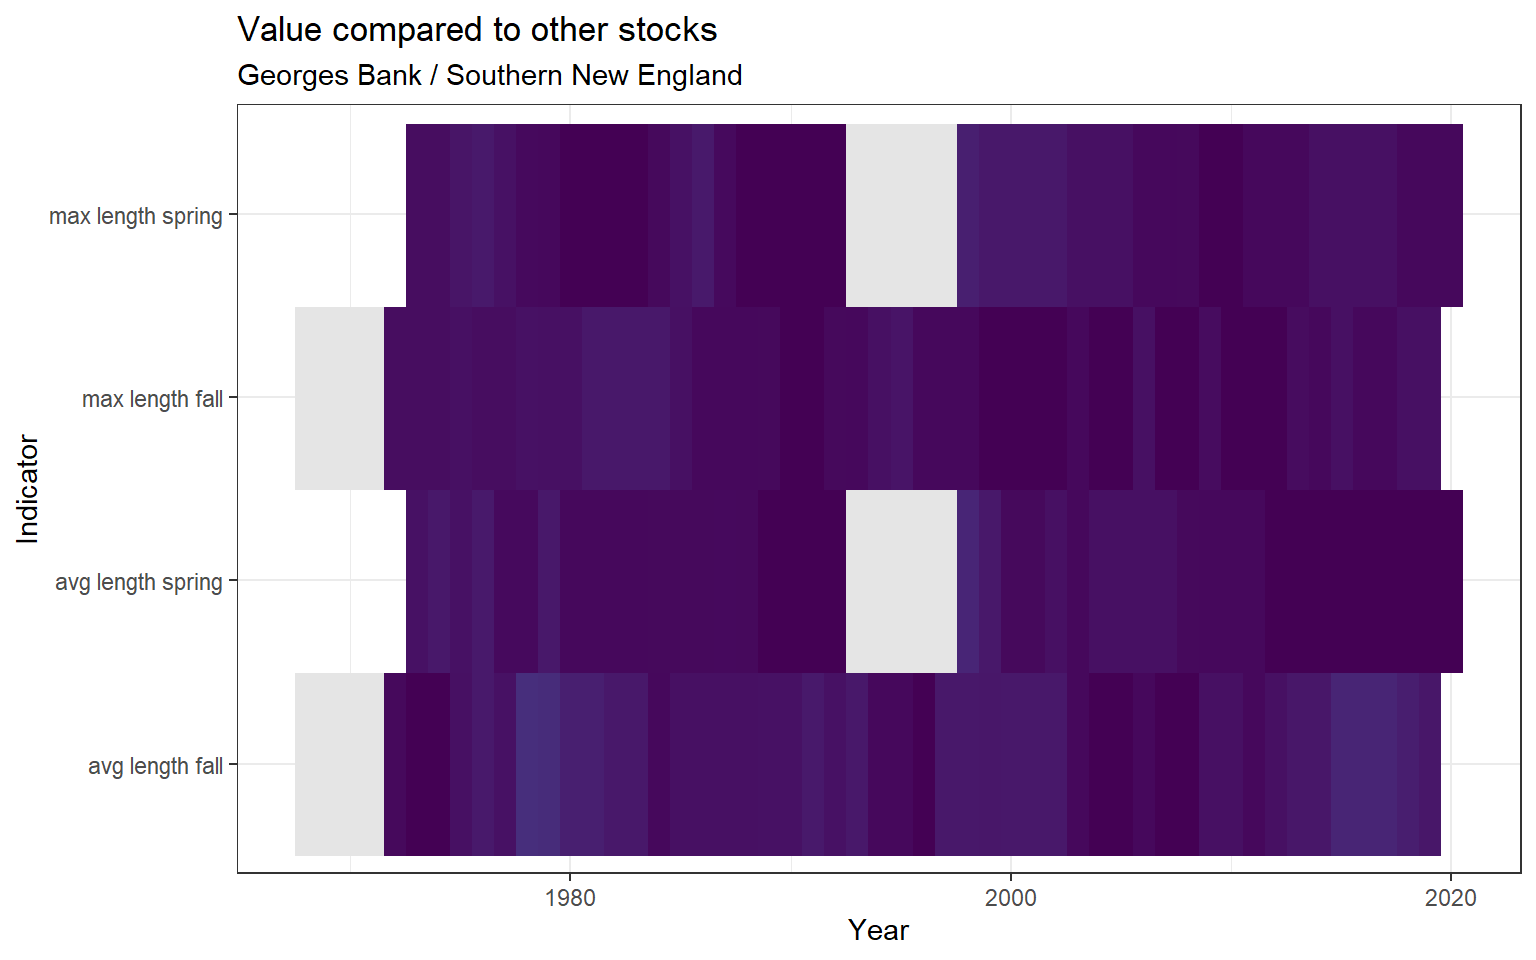 Value compared to other stocks
Georges Bank / Southern New England
max length spring
max length fall
avg length spring
avg length fall
Indicator
1980
2000
2020
Year